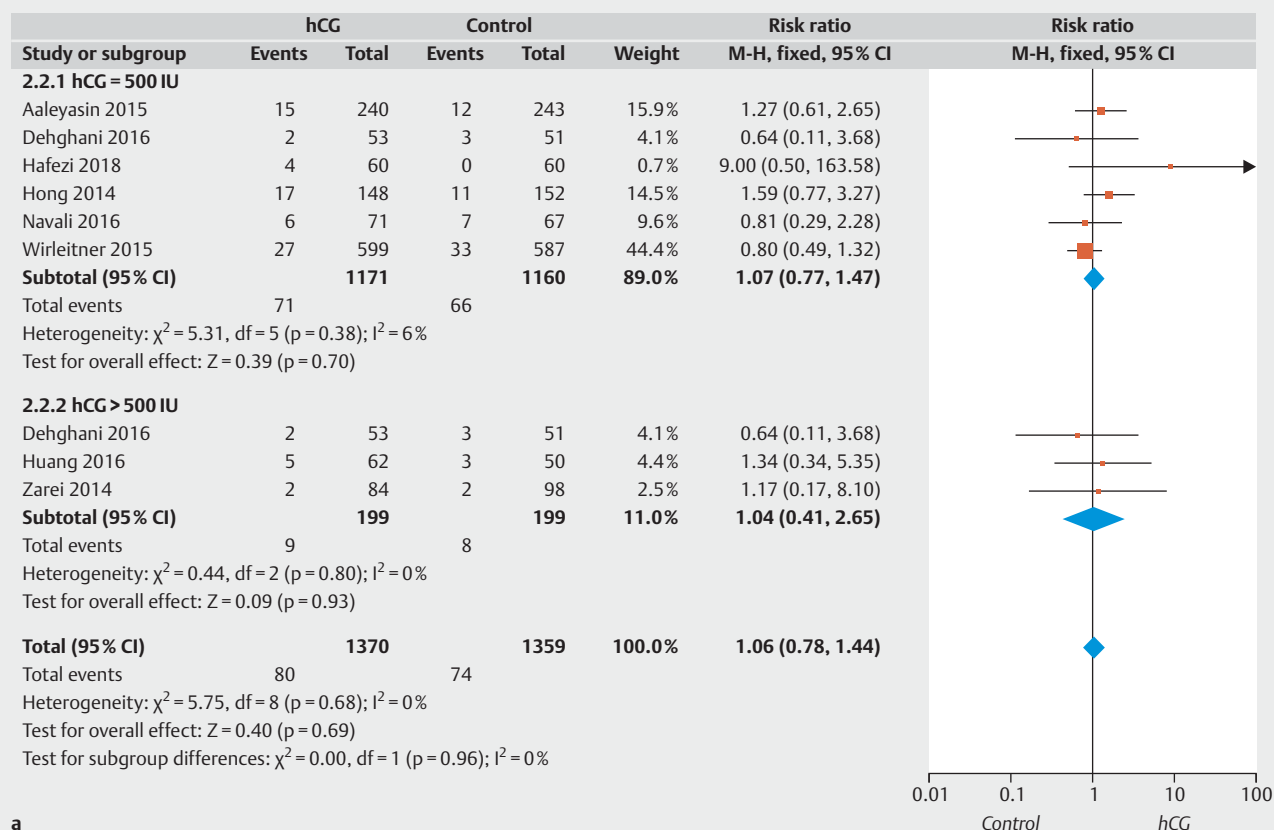 hCG Control Risk ratio Risk ratio
Study or subgroup Events Total Events Total Weight M-H, fixed, 95% CI M-H, fixed, 95% CI
2.2.1 hCG = 500 IU
Aaleyasin 2015 15 240 12 243 15.9% 1.27 (0.61, 2.65)
Dehghani 2016 2 53 3 51 4.1% 0.64 (0.11, 3.68)
Hafezi 2018 4 60 0 60 0.7% 9.00 (0.50, 163.58)
Hong 2014 17 148 11 152 14.5% 1.59 (0.77, 3.27)
Navali 2016 6 71 7 67 9.6% 0.81 (0.29, 2.28)
Wirleitner 2015 27 599 33 587 44.4% 0.80 (0.49, 1.32)
Subtotal (95% CI) 1171 1160 89.0% 1.07 (0.77, 1.47)
Total events 71 66
Heterogeneity: χ² = 5.31, df = 5 (p = 0.38); I² = 6%
Test for overall effect: Z = 0.39 (p = 0.70)
2.2.2 hCG > 500 IU
Dehghani 2016 2 53 3 51 4.1% 0.64 (0.11, 3.68)
Huang 2016 5 62 3 50 4.4% 1.34 (0.34, 5.35)
Zarei 2014 2 84 2 98 2.5% 1.17 (0.17, 8.10)
Subtotal (95% CI) 199 199 11.0% 1.04 (0.41, 2.65)
Total events 9 8
Heterogeneity: χ² = 0.44, df = 2 (p = 0.80); I² = 0%
Test for overall effect: Z = 0.09 (p = 0.93)
Total (95% CI) 1370 1359 100.0% 1.06 (0.78, 1.44)
Total events 80 74
Heterogeneity: χ² = 5.75, df = 8 (p = 0.68); I² = 0%
Test for overall effect: Z = 0.40 (p = 0.69)
Test for subgroup differences: χ² = 0.00, df = 1 (p = 0.96); I² = 0%
0.01 0.1 1 10 100
a Control hCG